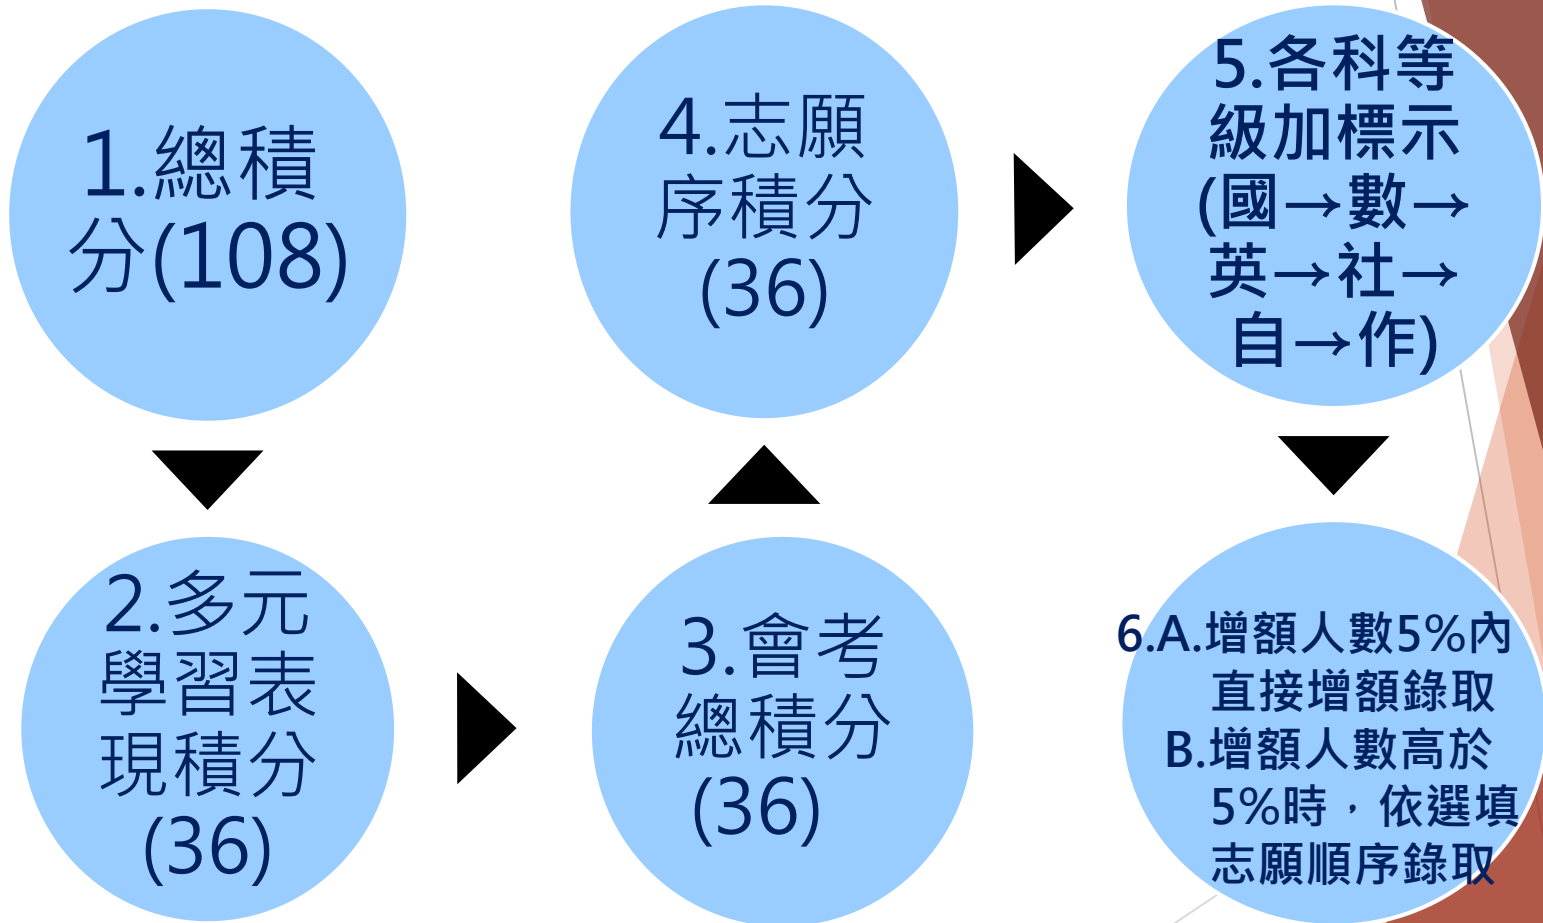 1.總積
分(108)
2.多元
學習表
現積分
(36)
3.會考
總積分
(36)
4.志願
序積分
(36)
5.各科等
級加標示
(國→數→
英→社→
自→作)
6.A.增額人數5%內
直接增額錄取
B.增額人數高於
5%時，依選填
志願順序錄取